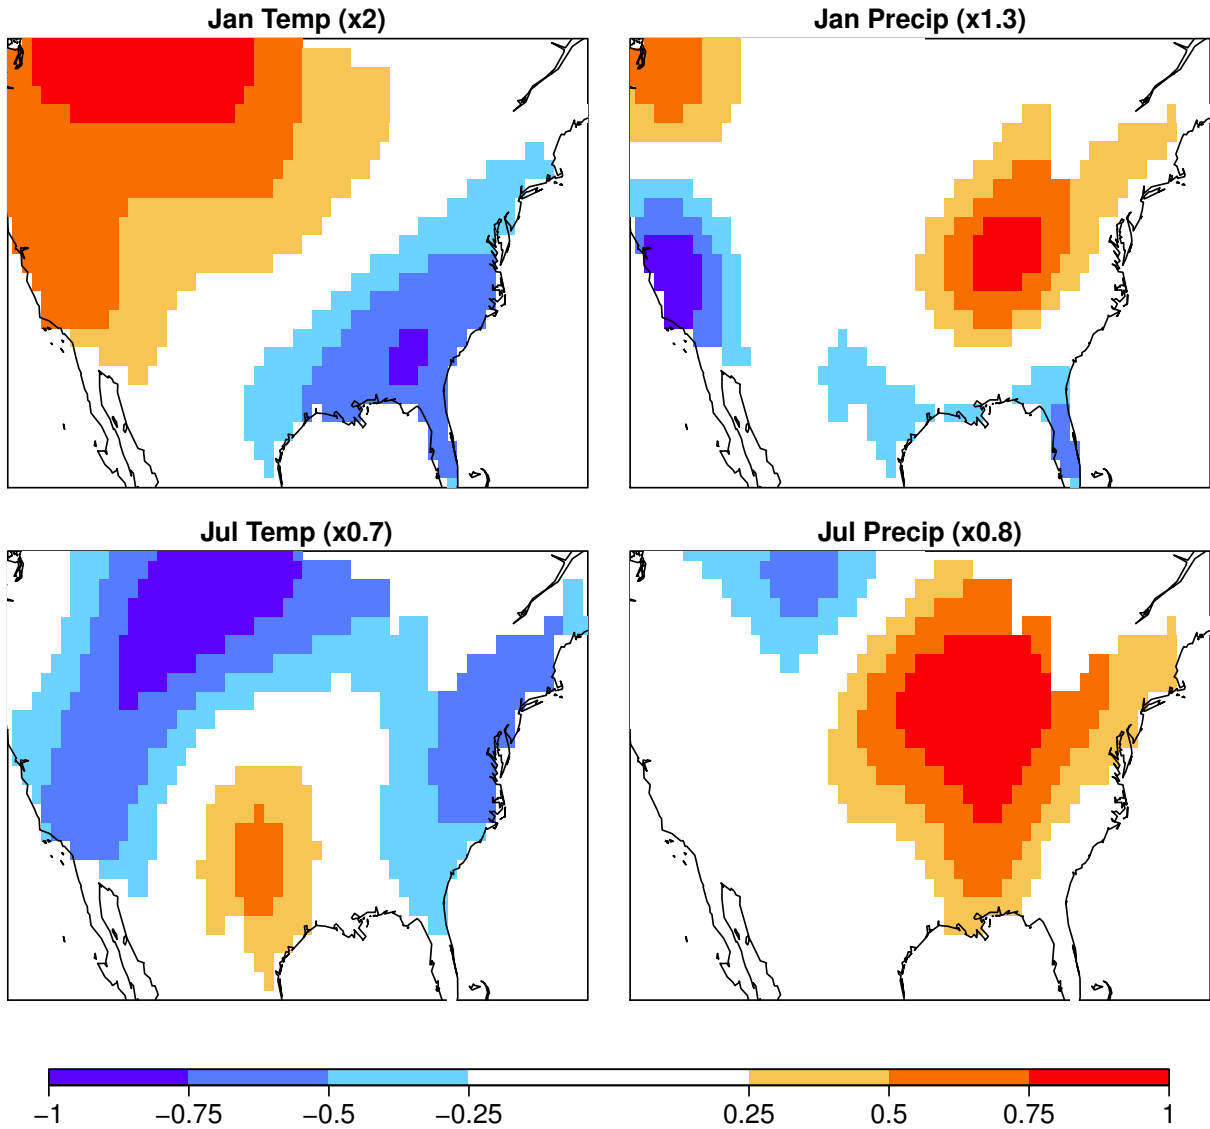 Jan Temp (x2)
Jan Precip (x1.3)
Jul Temp (x0.7)
Jul Precip (x0.8)
−1 −0.75 −0.5 −0.25 0.25 0.5 0.75 1